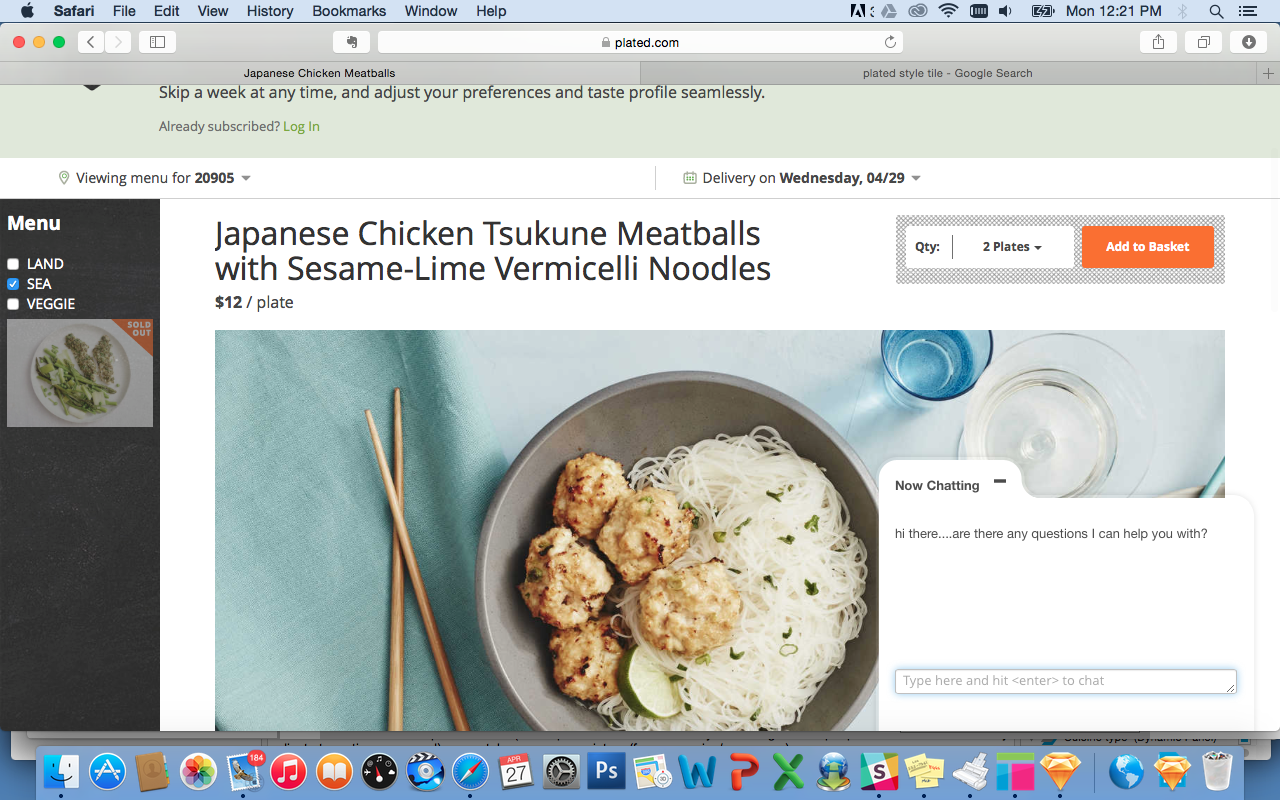 Safari File Edit View History Bookmarks Window Help
Mon 12:21 PM
plated.com
Japanese Chicken Meatballs
plated style tile - Google Search
Skip a week at any time, and adjust your preferences and taste profile seamlessly.
Already subscribed? Log In
Viewing menu for 20905
Delivery on Wednesday, 04/29
Menu
LAND
SEA
VEGGIE
SOLD
OUT
Japanese Chicken Tsukune Meatballs
with Sesame-Lime Vermicelli Noodles
$12 / plate
Qty: 2 Plates
Add to Basket
Now Chatting
hi there....are there any questions I can help you with?
Type here and hit <enter> to chat
184
APR
27
Ps